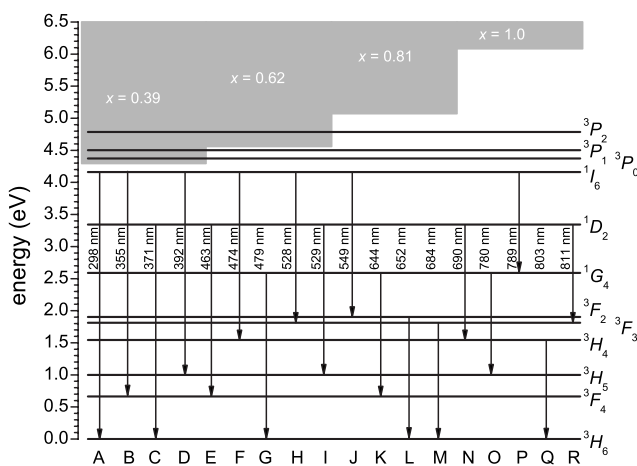 6.5
6.0
5.5
5.0
4.5
4.0
3.5
3.0
2.5
2.0
1.5
1.0
0.5
0.0
energy (eV)
x = 0.39
x = 0.62
x = 0.81
x = 1.0
³P₂
³P₁ ³P₀
¹I₆
¹D₂
¹G₄
³F₂
³F₃
³H₄
³H₅
³F₄
³H₆
298 nm
355 nm
371 nm
392 nm
463 nm
474 nm
479 nm
528 nm
529 nm
549 nm
644 nm
652 nm
684 nm
690 nm
780 nm
789 nm
803 nm
811 nm
A B C D E F G H I J K L M N O P Q R